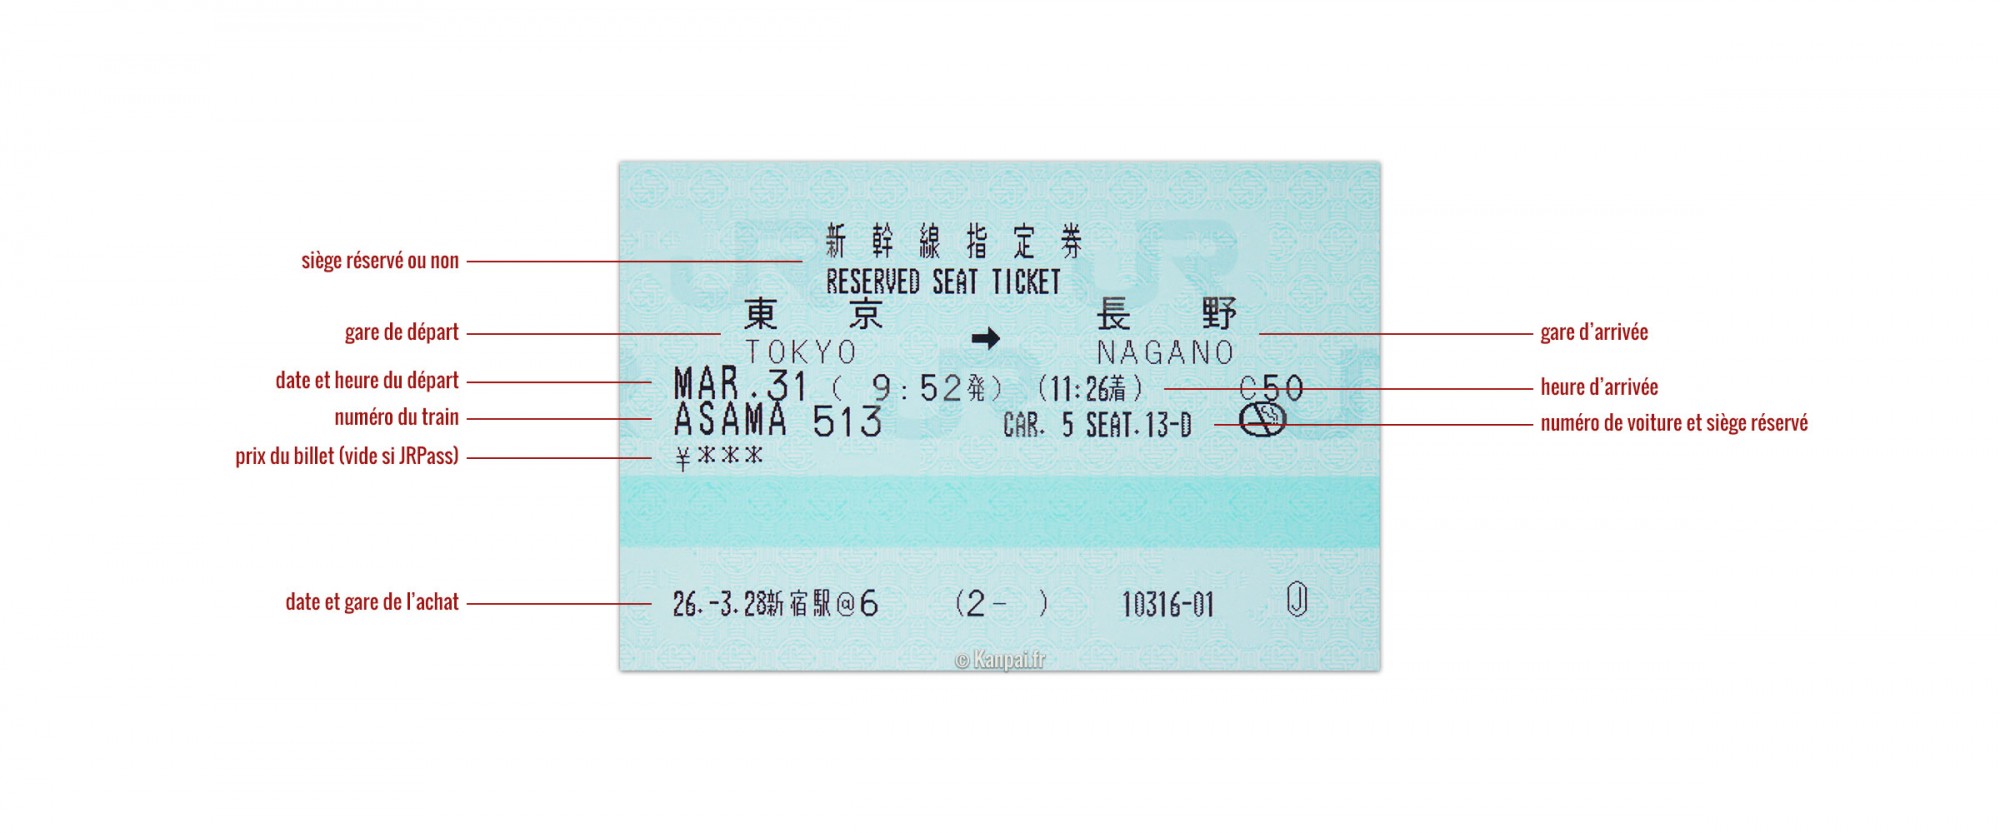 新幹線指定券
siège réservé ou non
RESERVED SEAT TICKET
東京 → 長野
gare de départ
gare d'arrivée
TOKYO NAGANO
date et heure du départ
MAR.31 ( 9:52発) (11:26着) C50
heure d'arrivée
numéro du train
ASAMA 513 CAR. 5 SEAT.13-D
numéro de voiture et siège réservé
prix du billet (vide si JRPass)
¥***
date et gare de l'achat
26.-3.28新宿駅@6 (2- ) 10316-01 J
© Kanpai.fr
JR JR